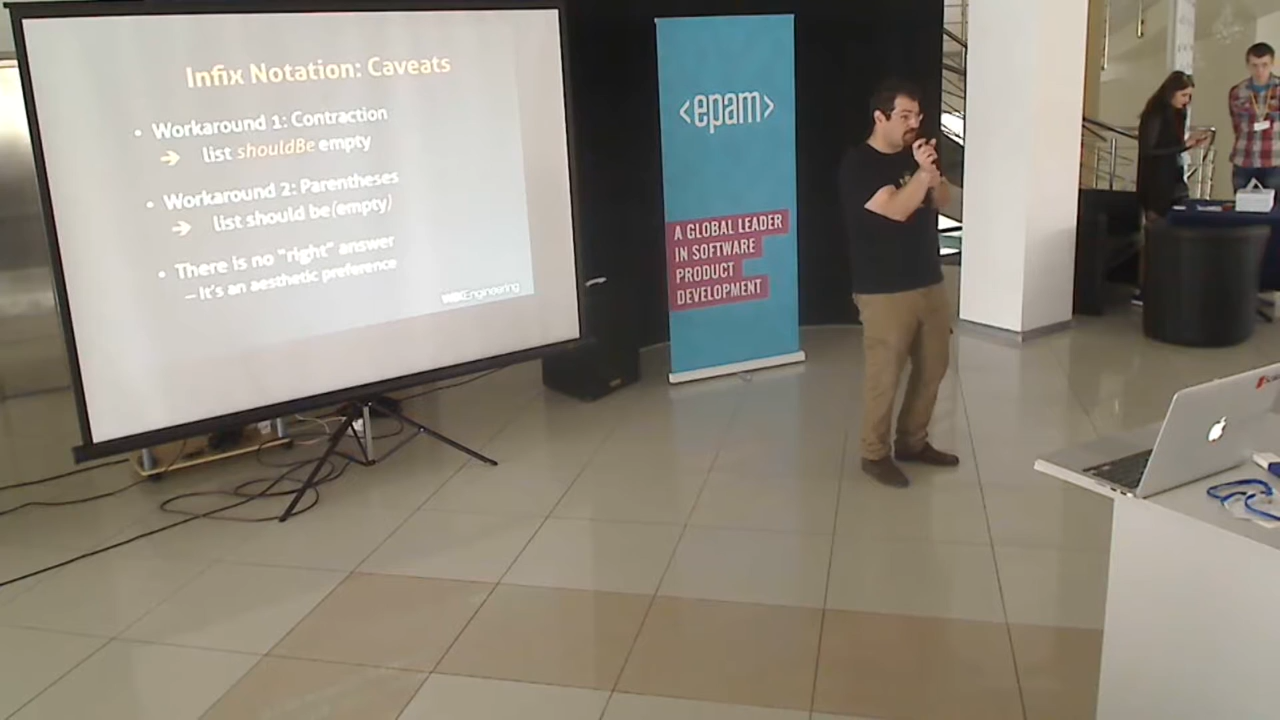 Infix Notation: Caveats
• Workaround 1: Contraction
➔ list shouldBe empty
• Workaround 2: Parentheses
➔ list should be(empty)
• There is no "right" answer
– It's an aesthetic preference
WIXEngineering
<epam>
A GLOBAL LEADER
IN SOFTWARE
PRODUCT
DEVELOPMENT